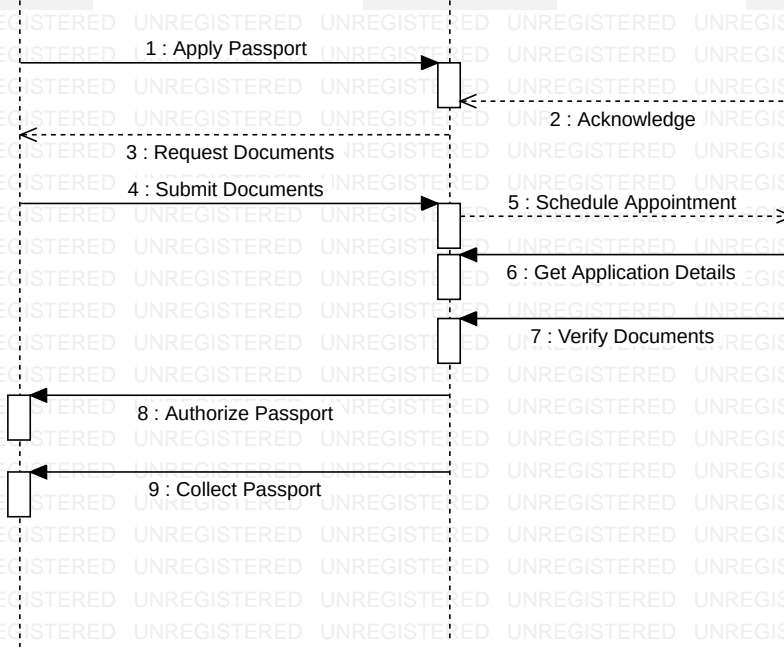 1 : Apply Passport
2 : Acknowledge
3 : Request Documents
4 : Submit Documents
5 : Schedule Appointment
6 : Get Application Details
7 : Verify Documents
8 : Authorize Passport
9 : Collect Passport
UNREGISTERED